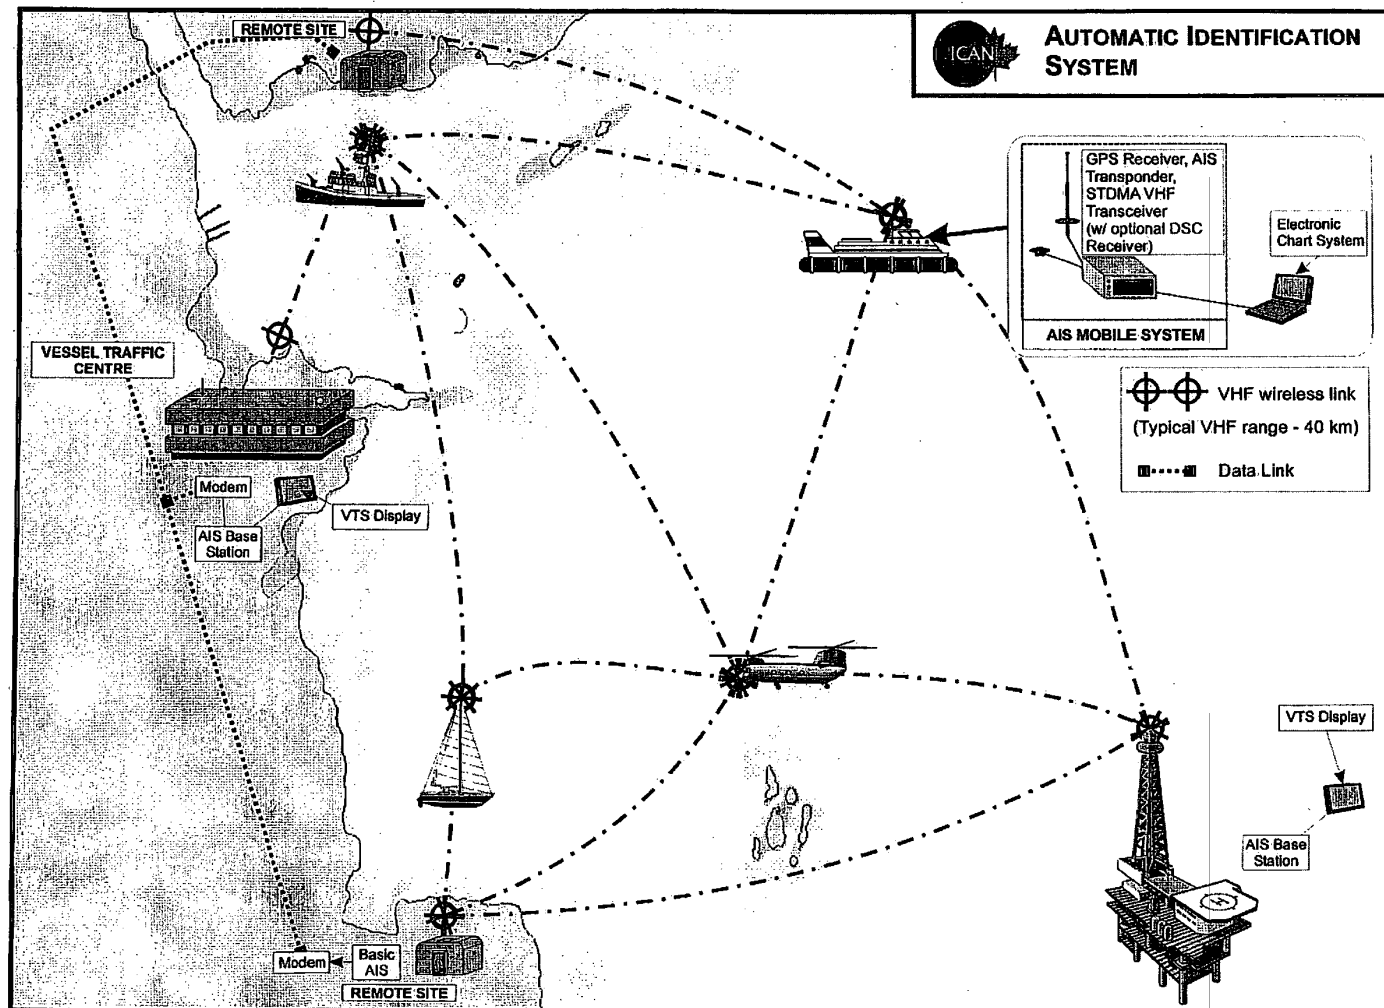 REMOTE SITE
ICAN
AUTOMATIC IDENTIFICATION
SYSTEM
GPS Receiver, AIS
Transponder,
STDMA VHF
Transceiver
(w/ optional DSC
Receiver)
Electronic
Chart System
AIS MOBILE SYSTEM
VESSEL TRAFFIC
CENTRE
VHF wireless link
(Typical VHF range - 40 km)
Data Link
Modem
VTS Display
AIS Base
Station
VTS Display
AIS Base
Station
H
Modem
Basic
AIS
REMOTE SITE